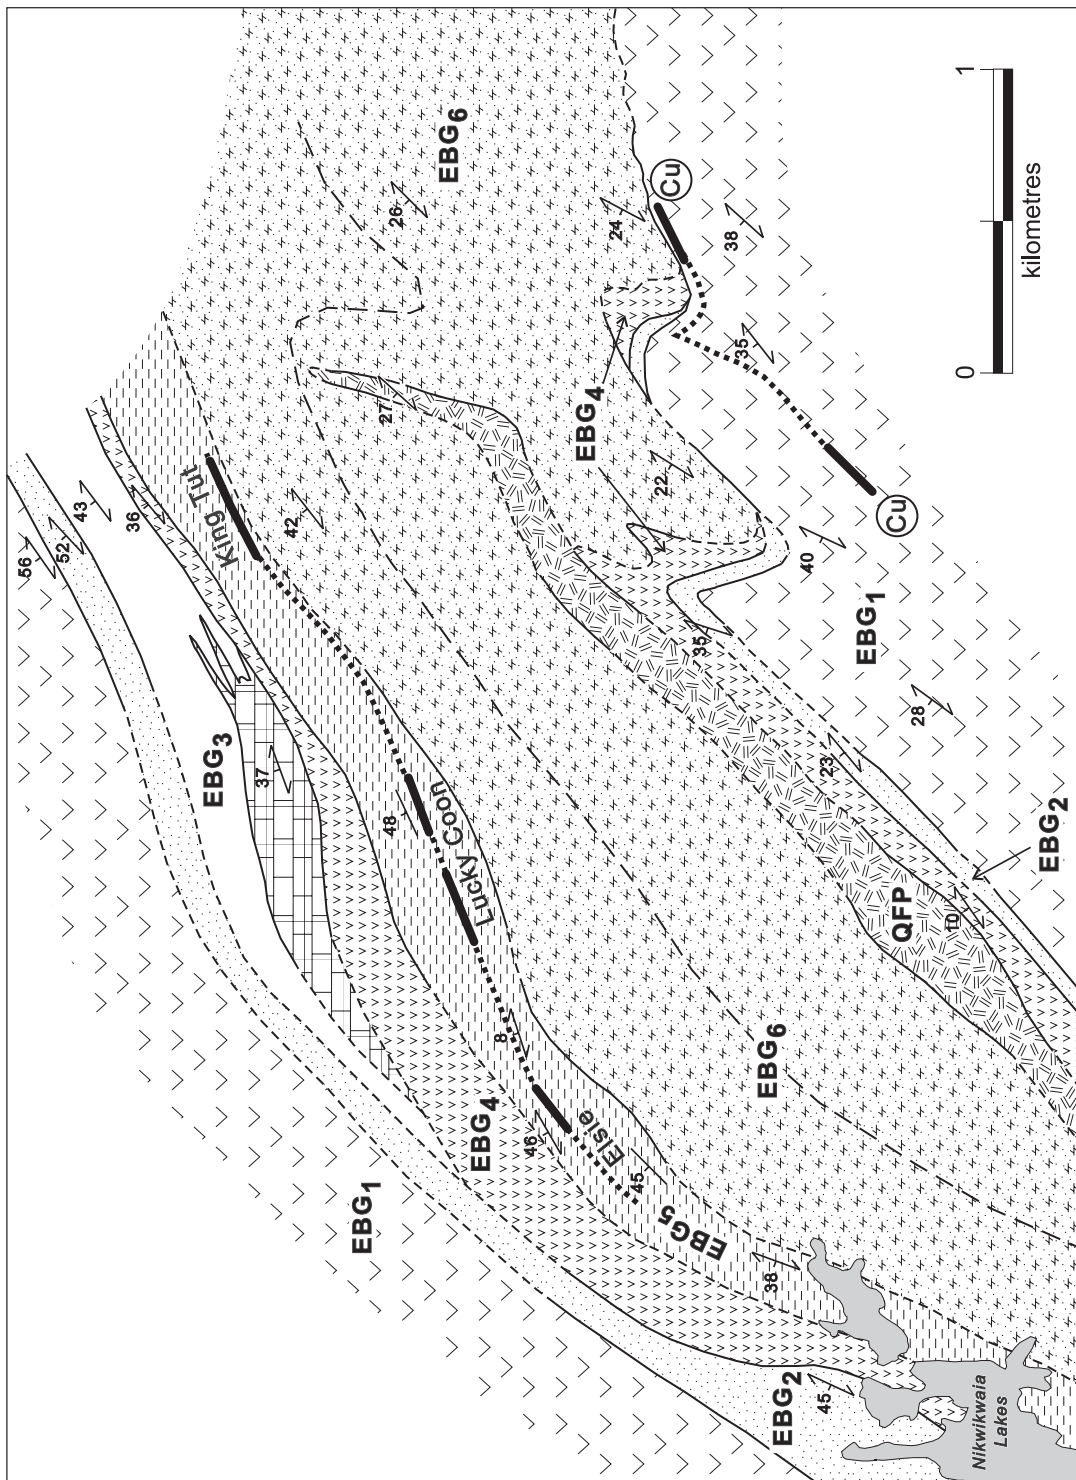 EBG6
26
24
Cu
38
1
0
kilometres
35
EBG4
27
22
42
King Tut
36
43
52
56
Cu
40
35
EBG1
28
EBG3
37
48
Lucky Coon
23
EBG2
10
QFP
8
EBG6
EBG4
46
Elsie
45
EBG5
38
EBG1
EBG2
45
Nikwikwaia
Lakes